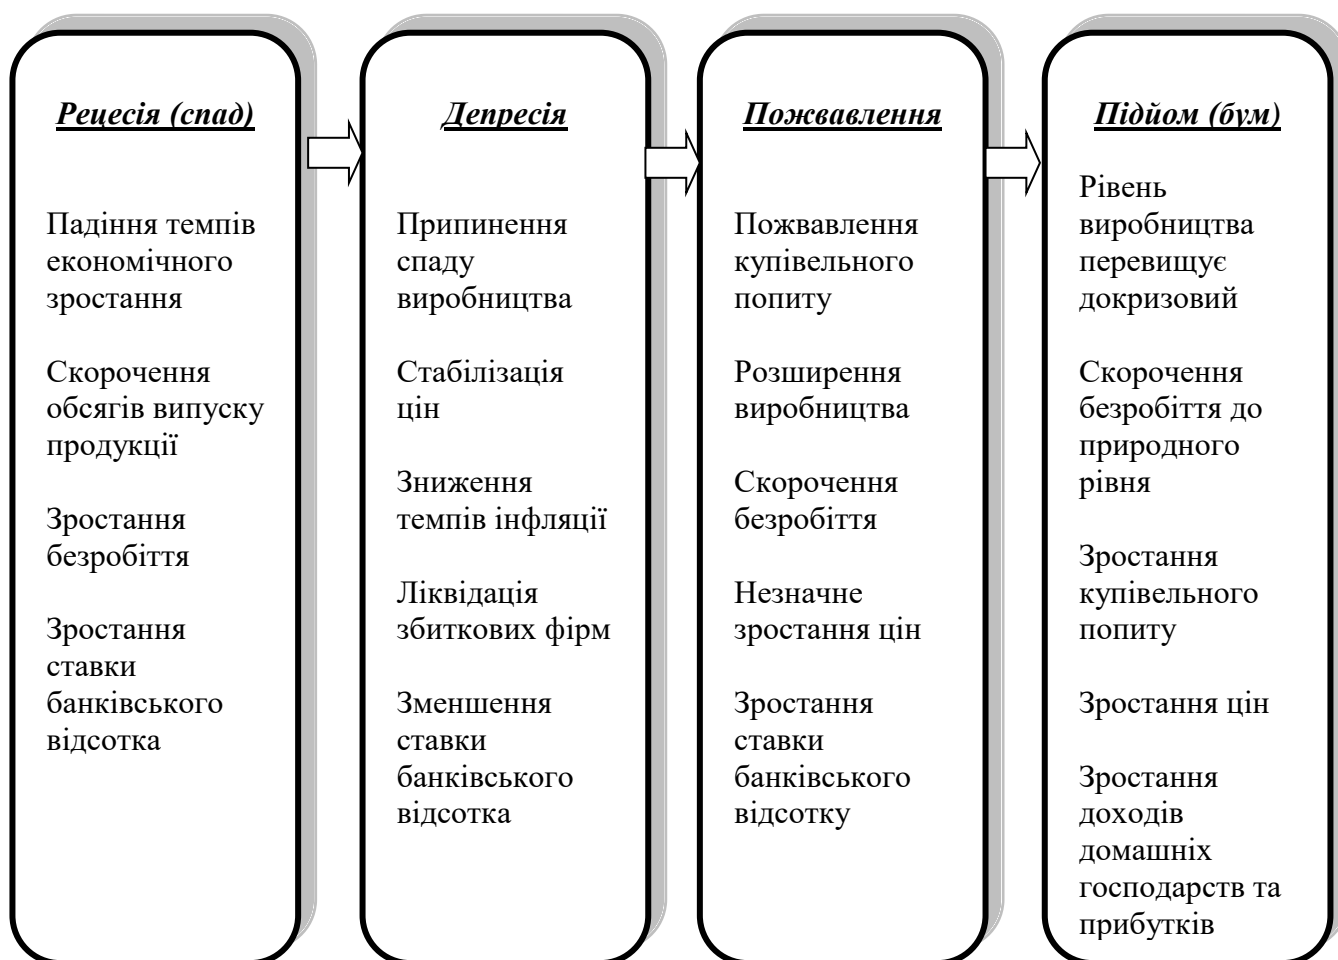 Рецесія (спад)
Падіння темпів
економічного
зростання
Скорочення
обсягів випуску
продукції
Зростання
безробіття
Зростання
ставки
банківського
відсотка
Депресія
Припинення
спаду
виробництва
Стабілізація
цін
Зниження
темпів інфляції
Ліквідація
збиткових фірм
Зменшення
ставки
банківського
відсотка
Пожвавлення
Пожвавлення
купівельного
попиту
Розширення
виробництва
Скорочення
безробіття
Незначне
зростання цін
Зростання
ставки
банківського
відсотку
Підйом (бум)
Рівень
виробництва
перевищує
докризовий
Скорочення
безробіття до
природного
рівня
Зростання
купівельного
попиту
Зростання цін
Зростання
доходів
домашніх
господарств та
прибутків